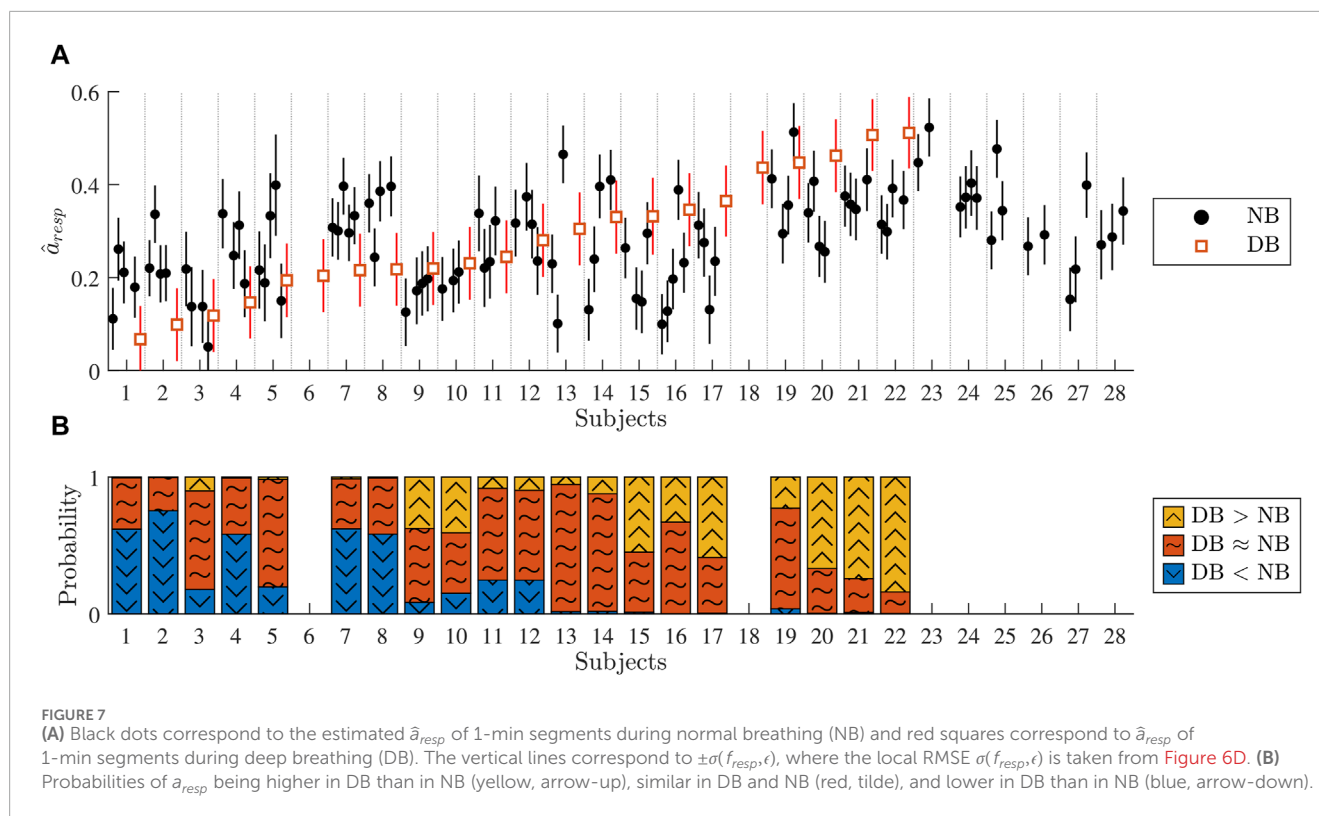 A
0.6
0.4
0.2
0
â_resp
1 2 3 4 5 6 7 8 9 10 11 12 13 14 15 16 17 18 19 20 21 22 23 24 25 26 27 28
Subjects
NB
DB
B
1
0
Probability
1 2 3 4 5 6 7 8 9 10 11 12 13 14 15 16 17 18 19 20 21 22 23 24 25 26 27 28
Subjects
DB > NB
DB ≈ NB
DB < NB
FIGURE 7
(A) Black dots correspond to the estimated â_resp of 1-min segments during normal breathing (NB) and red squares correspond to â_resp of
1-min segments during deep breathing (DB). The vertical lines correspond to ±σ(f_resp,ϵ), where the local RMSE σ(f_resp,ϵ) is taken from Figure 6D. (B)
Probabilities of a_resp being higher in DB than in NB (yellow, arrow-up), similar in DB and NB (red, tilde), and lower in DB than in NB (blue, arrow-down).